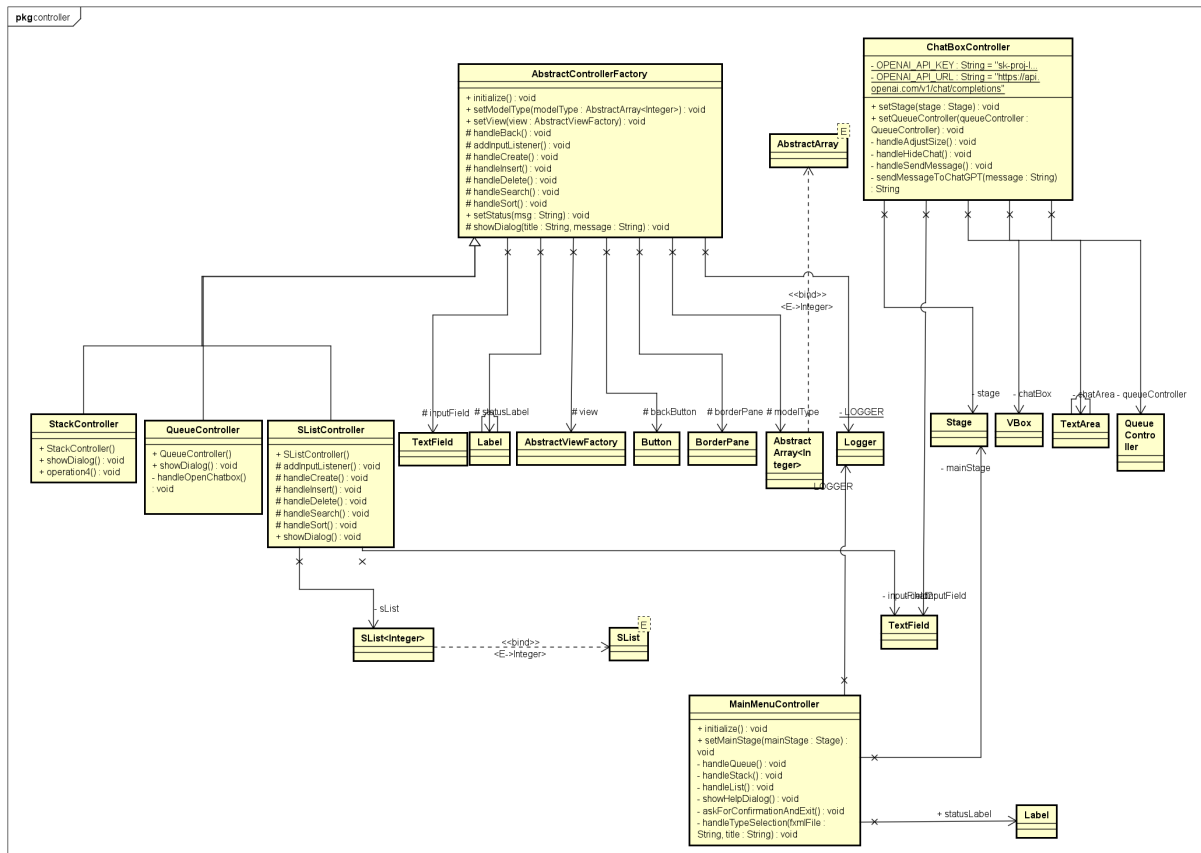 pkg controller
AbstractControllerFactory
+ initialize() : void
+ setModelType(modelType : AbstractArray<Integer>) : void
+ setView(view : AbstractViewFactory) : void
# handleBack() : void
# addInputListener() : void
# handleCreate() : void
# handleInsert() : void
# handleDelete() : void
# handleSearch() : void
# handleSort() : void
+ setStatus(msg : String) : void
# showDialog(title : String, message : String) : void
E
AbstractArray
ChatBoxController
- OPENAI_API_KEY : String = "sk-proj-l...
- OPENAI_API_URL : String = "https://api.
openai.com/v1/chat/completions"
+ setStage(stage : Stage) : void
+ setQueueController(queueController :
QueueController) : void
- handleAdjustSize() : void
- handleHideChat() : void
- handleSendMessage() : void
- sendMessageToChatGPT(message : String)
: String
<<bind>>
<E->Integer>
# inputField
# statusLabel
# view
# backButton
# borderPane
# modelType
- LOGGER
- stage
- chatBox
- chatArea
- queueController
StackController
+ StackController()
+ showDialog() : void
+ operation4() : void
QueueController
+ QueueController()
+ showDialog() : void
- handleOpenChatbox()
: void
SListController
+ SListController()
# addInputListener() : void
# handleCreate() : void
# handleInsert() : void
# handleDelete() : void
# handleSearch() : void
# handleSort() : void
+ showDialog() : void
TextField
Label
AbstractViewFactory
Button
BorderPane
Abstract
Array<In
teger>
Logger
Stage
VBox
TextArea
Queue
Contro
ller
- mainStage
LOGGER
- sList
SList<Integer>
<<bind>>
<E->Integer>
E
SList
- inputField
TextField
MainMenuController
+ initialize() : void
+ setMainStage(mainStage : Stage) :
void
- handleQueue() : void
- handleStack() : void
- handleList() : void
- showHelpDialog() : void
- askForConfirmationAndExit() : void
- handleTypeSelection(fxmlFile :
String, title : String) : void
+ statusLabel
Label